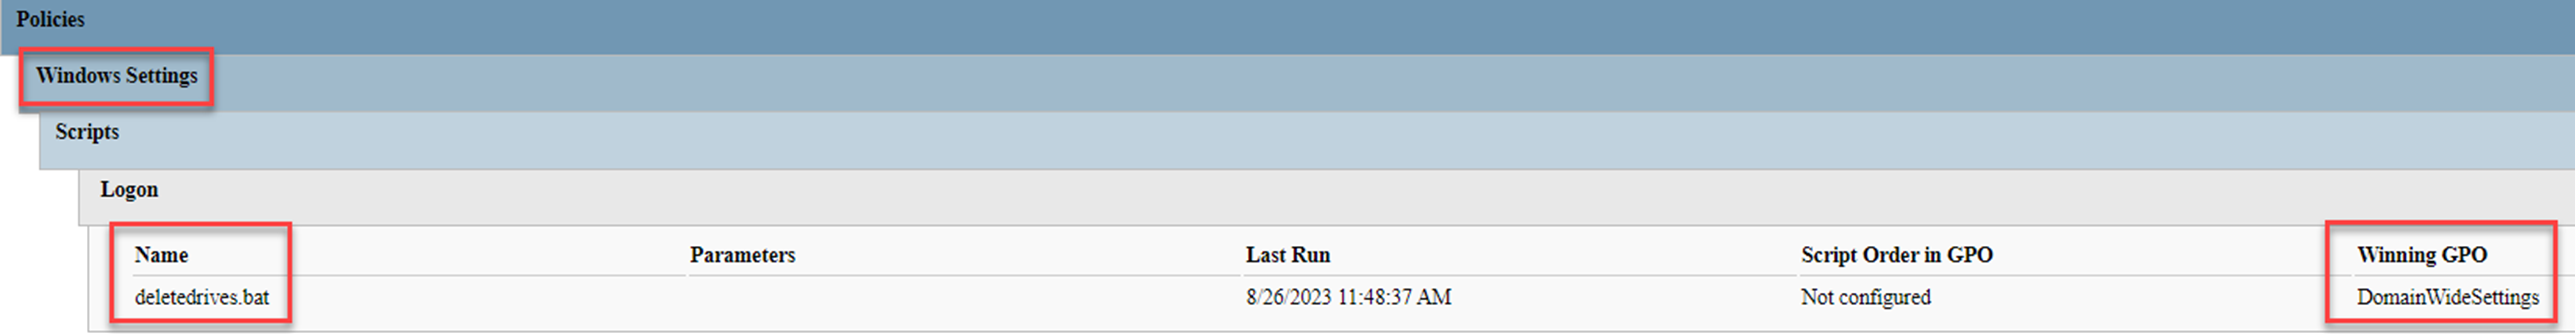 Policies
Windows Settings
Scripts
Logon
Name Parameters Last Run Script Order in GPO Winning GPO
deletedrives.bat 8/26/2023 11:48:37 AM Not configured DomainWideSettings